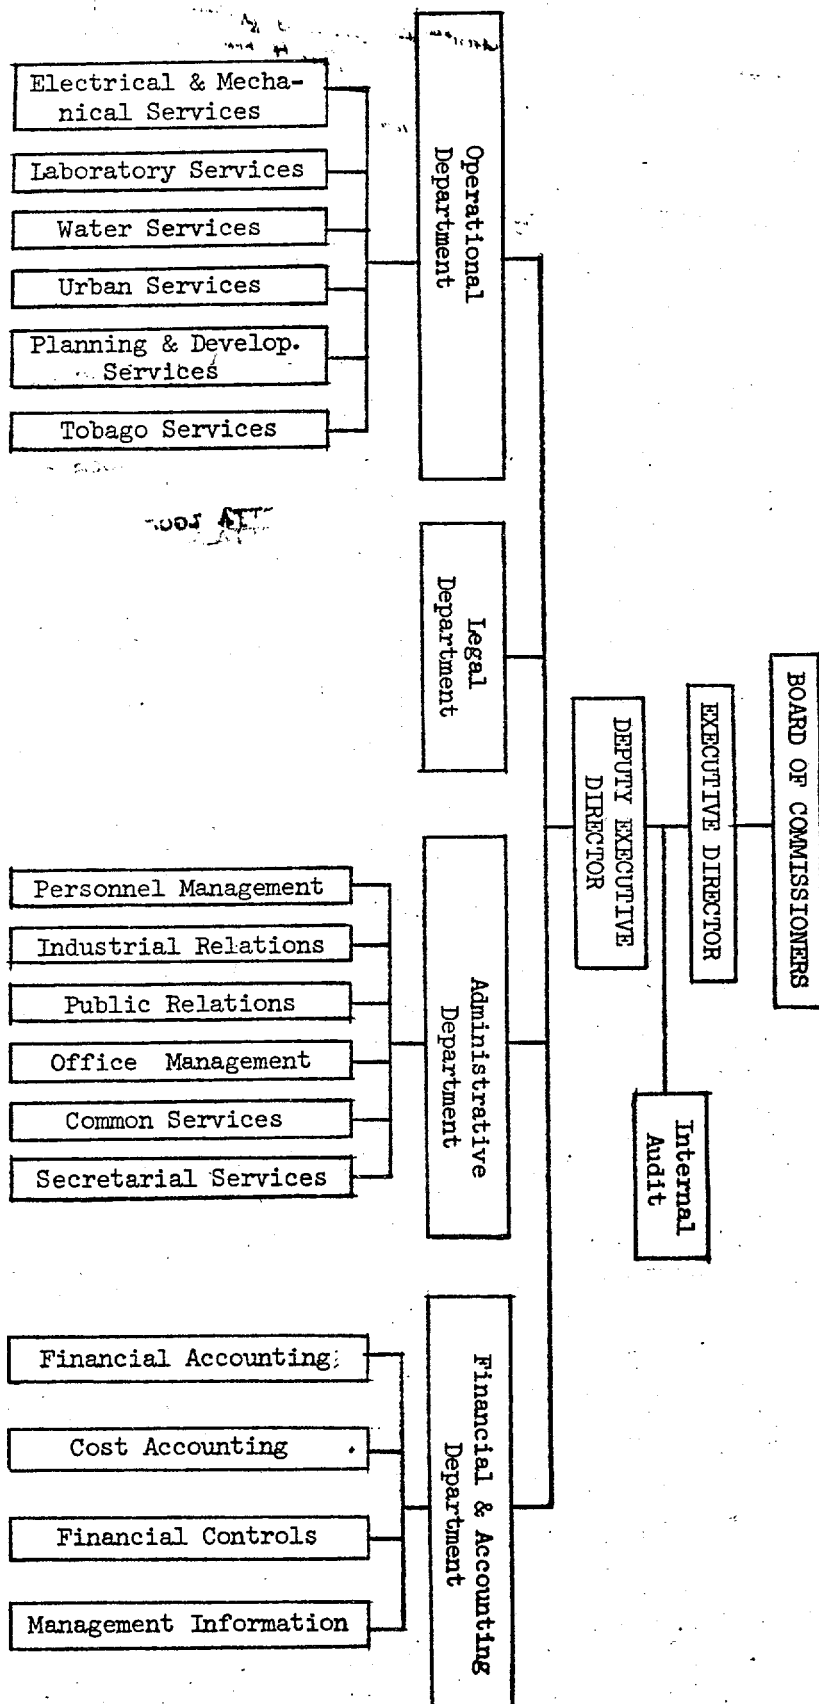 BOARD OF COMMISSIONERS
EXECUTIVE DIRECTOR
Internal
Audit
DEPUTY EXECUTIVE
DIRECTOR
Operational
Department
Electrical & Mecha-
nical Services
Laboratory Services
Water Services
Urban Services
Planning & Develop.
Services
Tobago Services
Legal
Department
Administrative
Department
Personnel Management
Industrial Relations
Public Relations
Office Management
Common Services
Secretarial Services
Financial & Accounting
Department
Financial Accounting
Cost Accounting
Financial Controls
Management Information